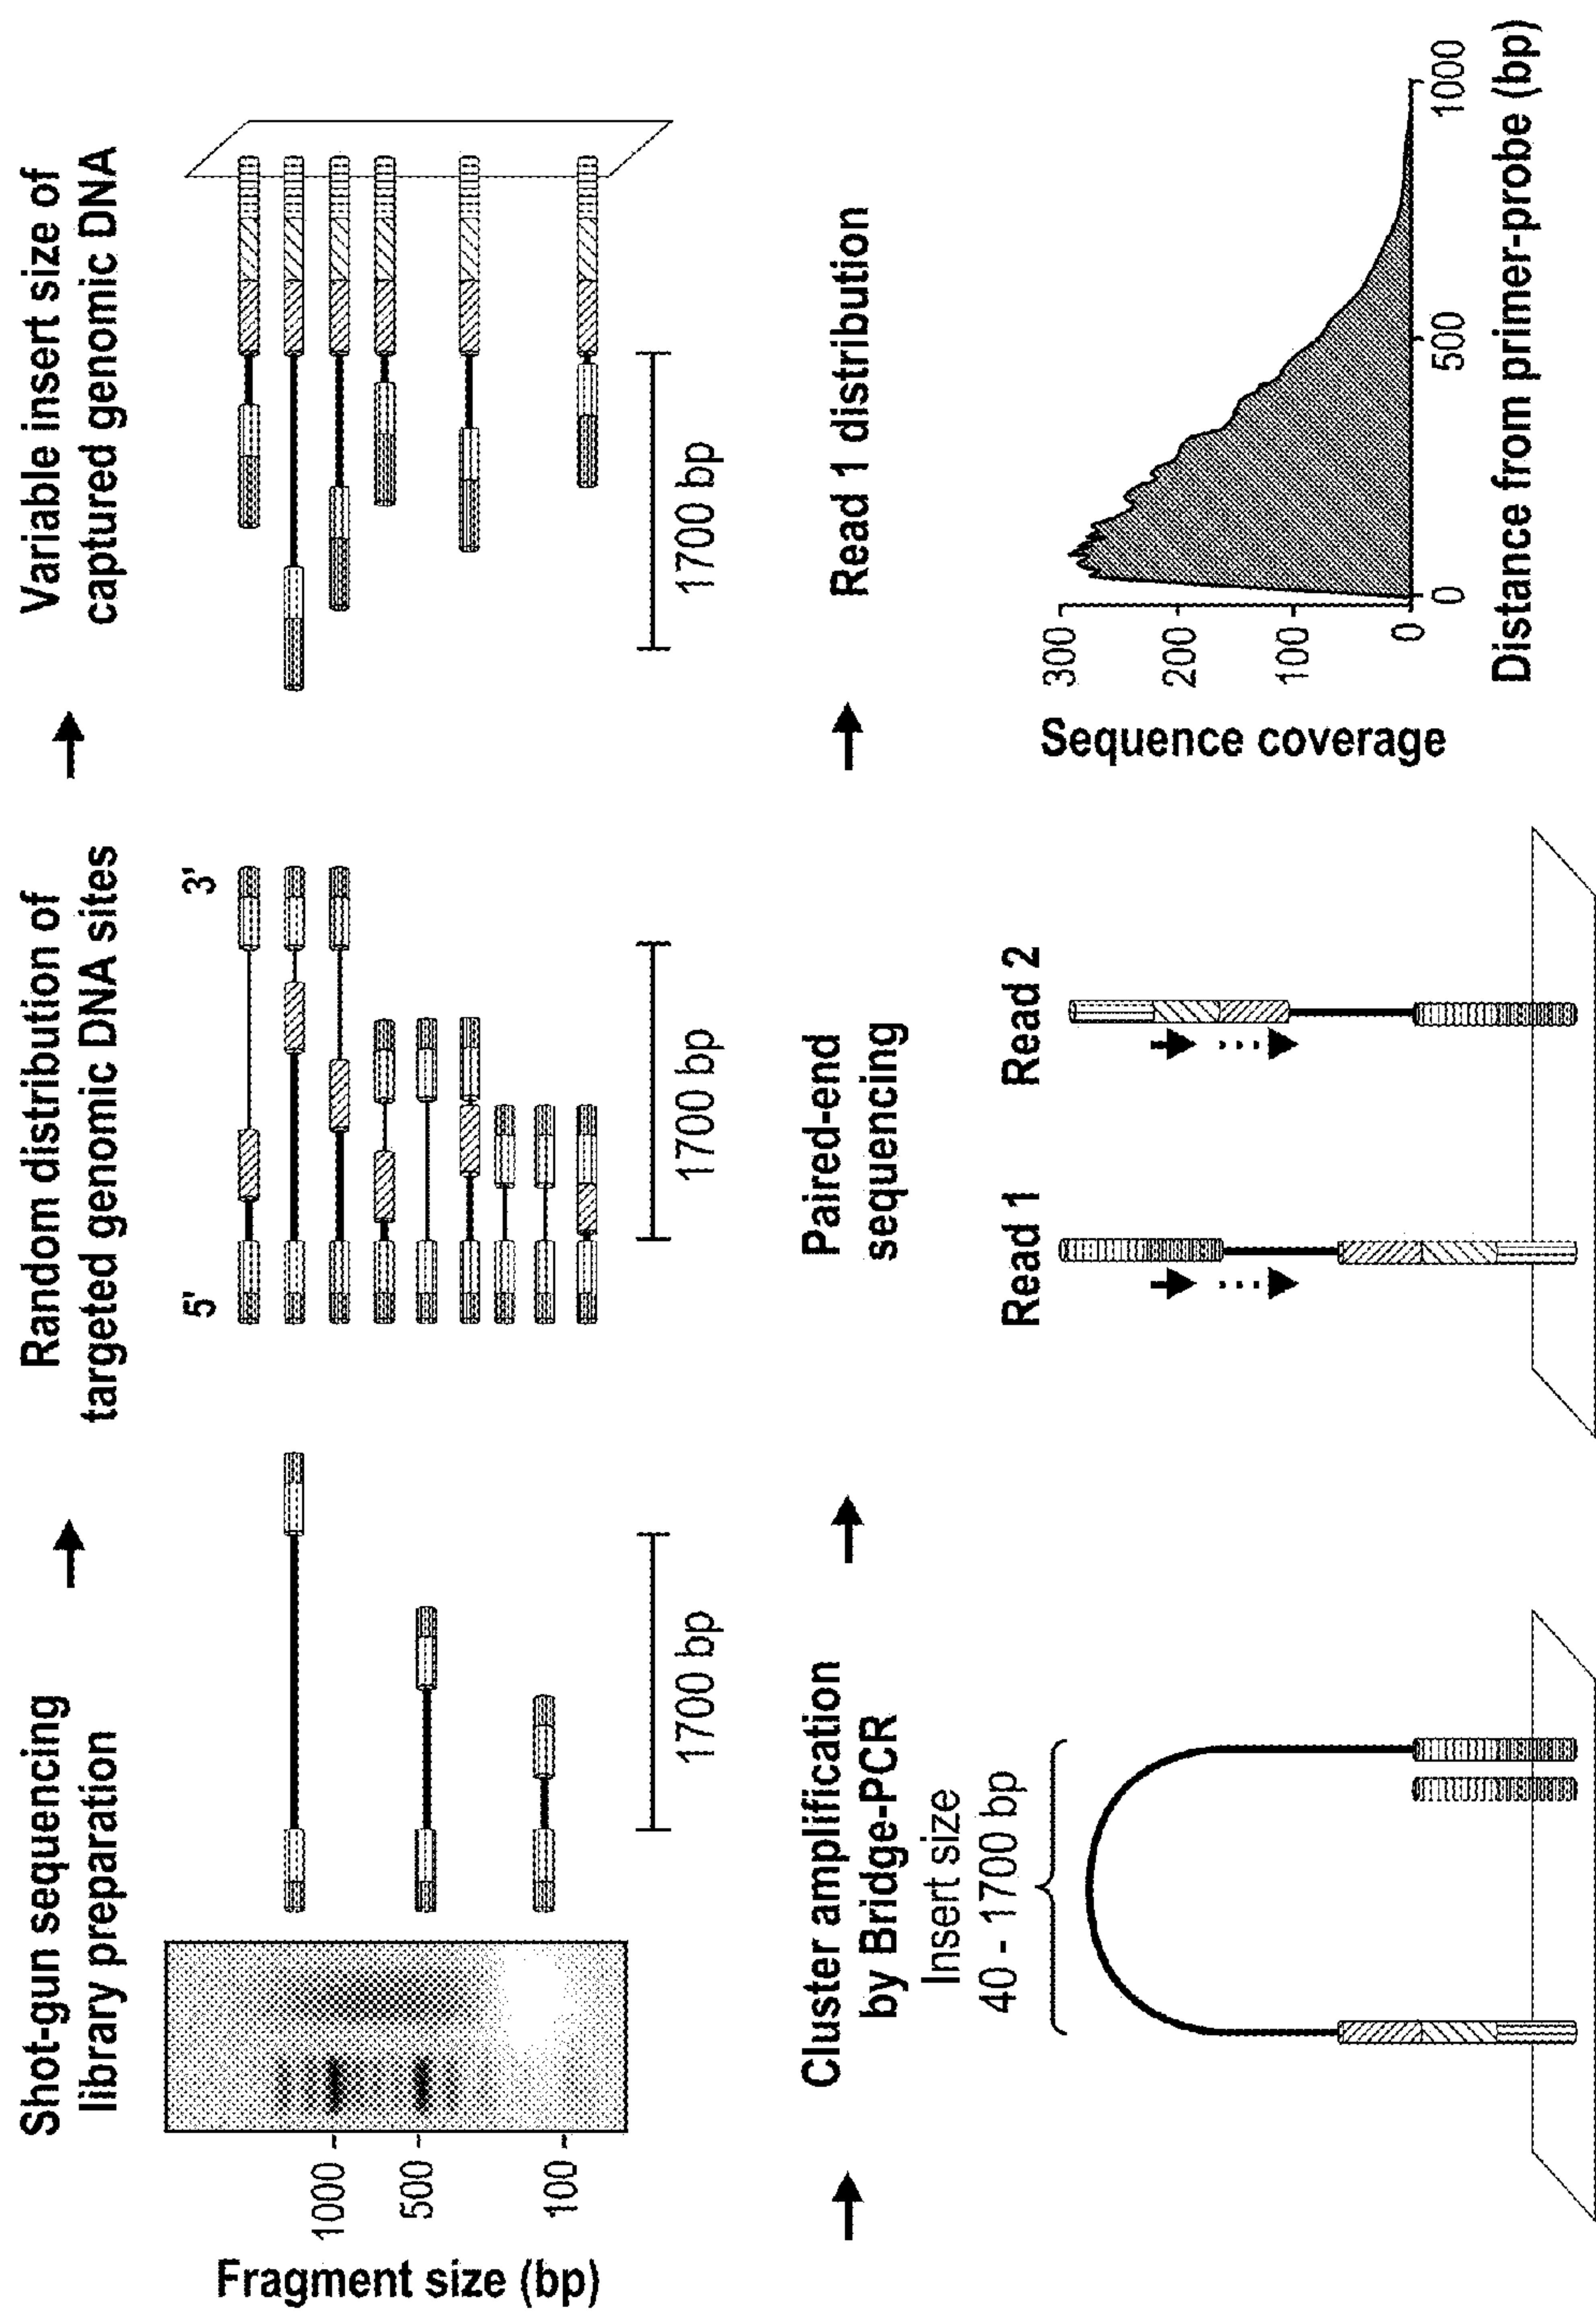 Shot-gun sequencing
library preparation
Fragment size (bp)
1000
500
100
1700 bp
Random distribution of
targeted genomic DNA sites
5'
3'
1700 bp
Variable insert size of
captured genomic DNA
1700 bp
Cluster amplification
by Bridge-PCR
Insert size
40 - 1700 bp
Paired-end
sequencing
Read 1
Read 2
Read 1 distribution
Sequence coverage
300
200
100
0
0
500
1000
Distance from primer-probe (bp)